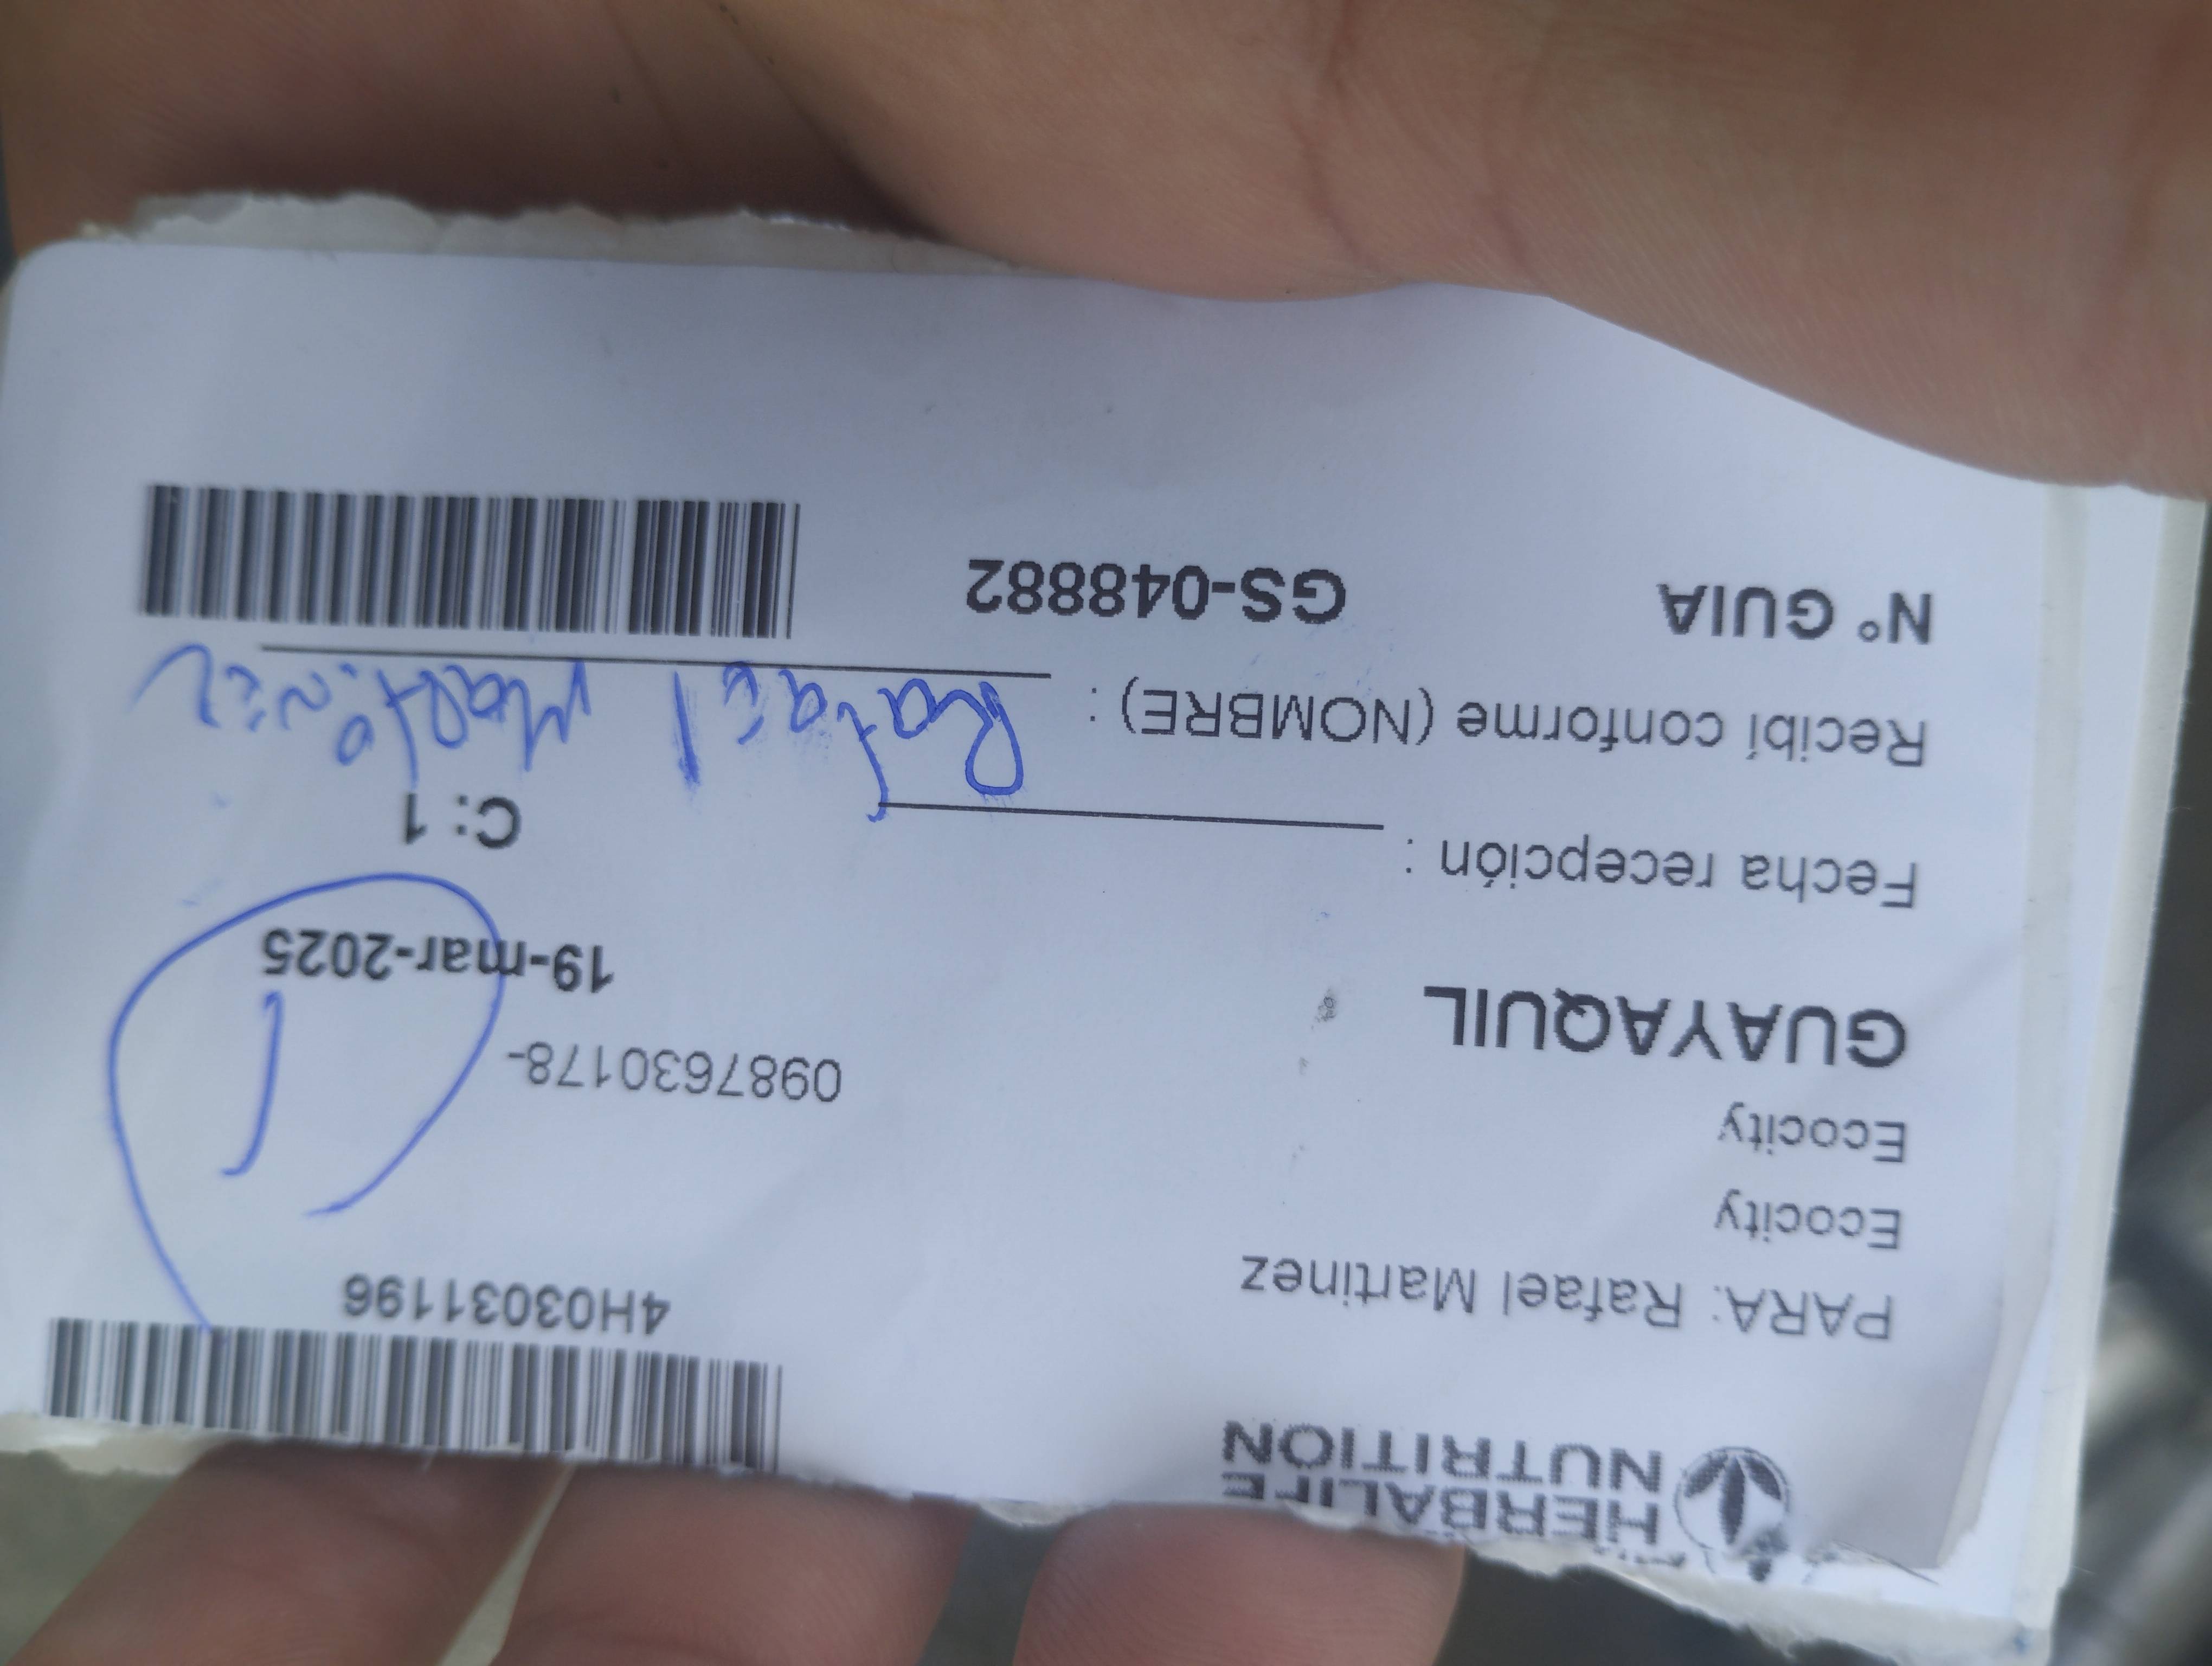 HERBALIFE
NUTRITION
4H03031196
PARA: Rafael Martinez
Ecocity
Ecocity
0987630178-
1
GUAYAQUIL
19-mar-2025
Fecha recepción :
C: 1
Recibí conforme (NOMBRE) : Rafael Martinez
N° GUIA GS-048882